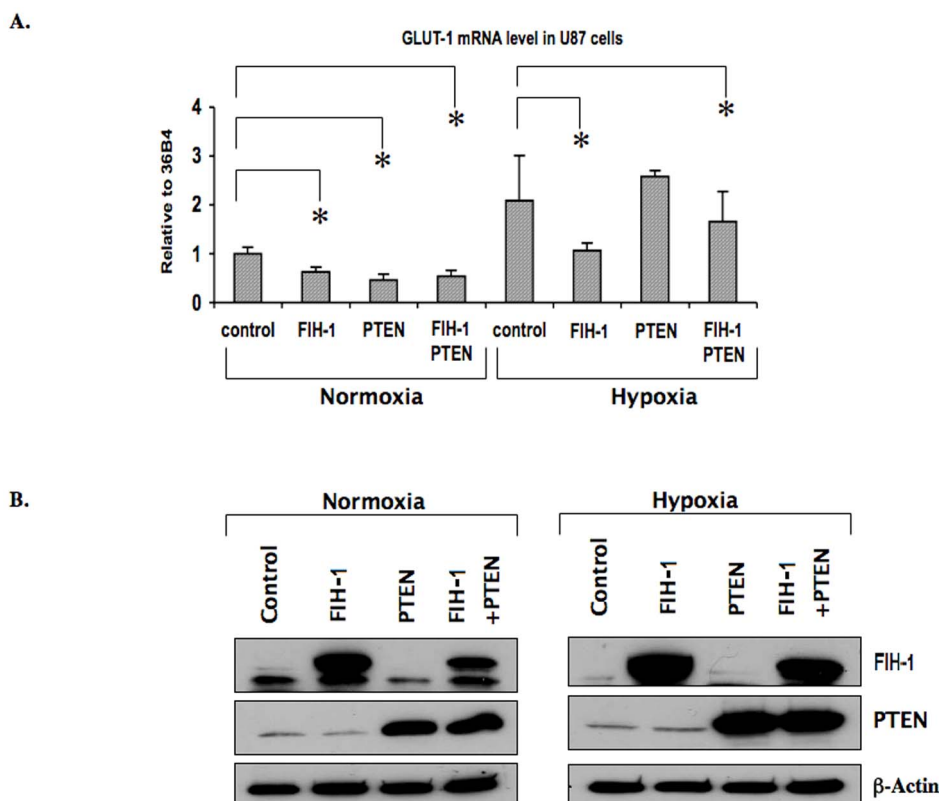 A.
GLUT-1 mRNA level in U87 cells
Relative to 36B4
4
3
2
1
0
* * * * *
control FIH-1 PTEN FIH-1 PTEN control FIH-1 PTEN FIH-1 PTEN
Normoxia Hypoxia
B.
Normoxia Hypoxia
Control FIH-1 PTEN FIH-1 +PTEN Control FIH-1 PTEN FIH-1 +PTEN
FIH-1
PTEN
β-Actin